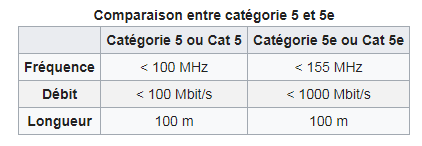 Comparaison entre catégorie 5 et 5e
Catégorie 5 ou Cat 5 Catégorie 5e ou Cat 5e
Fréquence < 100 MHz < 155 MHz
Débit < 100 Mbit/s < 1000 Mbit/s
Longueur 100 m 100 m